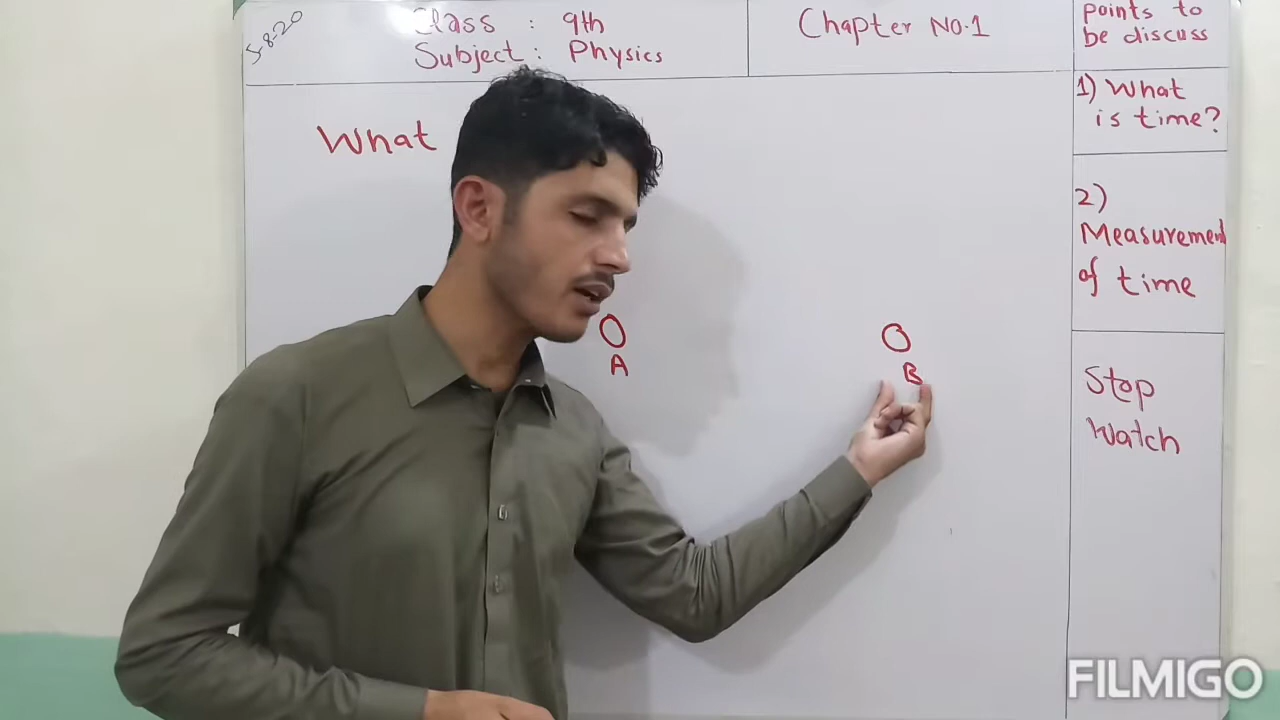 5-8-20
Class : 9th
Subject : Physics
Chapter No.1
points to
be discuss
1) What
is time?
What
2)
Measurement
of time
A
B
Stop
Watch
FILMIGO